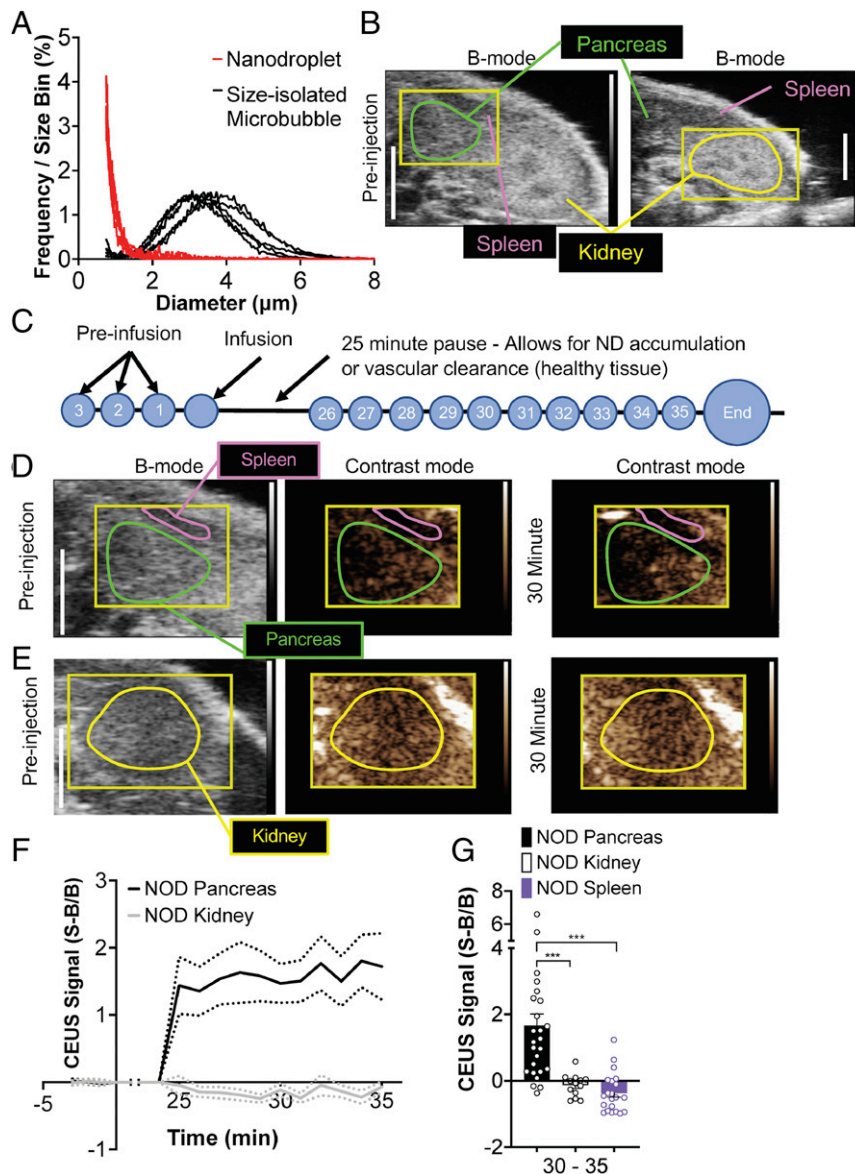 A
Nanodroplet
Size-isolated
Microbubble
Frequency / Size Bin (%)
5
4
3
2
1
0
0 2 4 6 8
Diameter (µm)
B
Pancreas
B-mode
B-mode
Spleen
Pre-injection
Spleen
Kidney
C
Pre-infusion
Infusion
25 minute pause - Allows for ND accumulation
or vascular clearance (healthy tissue)
3 2 1 26 27 28 29 30 31 32 33 34 35 End
D
B-mode
Spleen
Contrast mode
Contrast mode
Pre-injection
30 Minute
Pancreas
E
Pre-injection
30 Minute
Kidney
F
CEUS Signal (S-B/B)
3
2
1
-1
NOD Pancreas
NOD Kidney
-5 25 30 35
Time (min)
G
NOD Pancreas
NOD Kidney
NOD Spleen
CEUS Signal (S-B/B)
8
6
4
2
0
-2
***
***
30 - 35